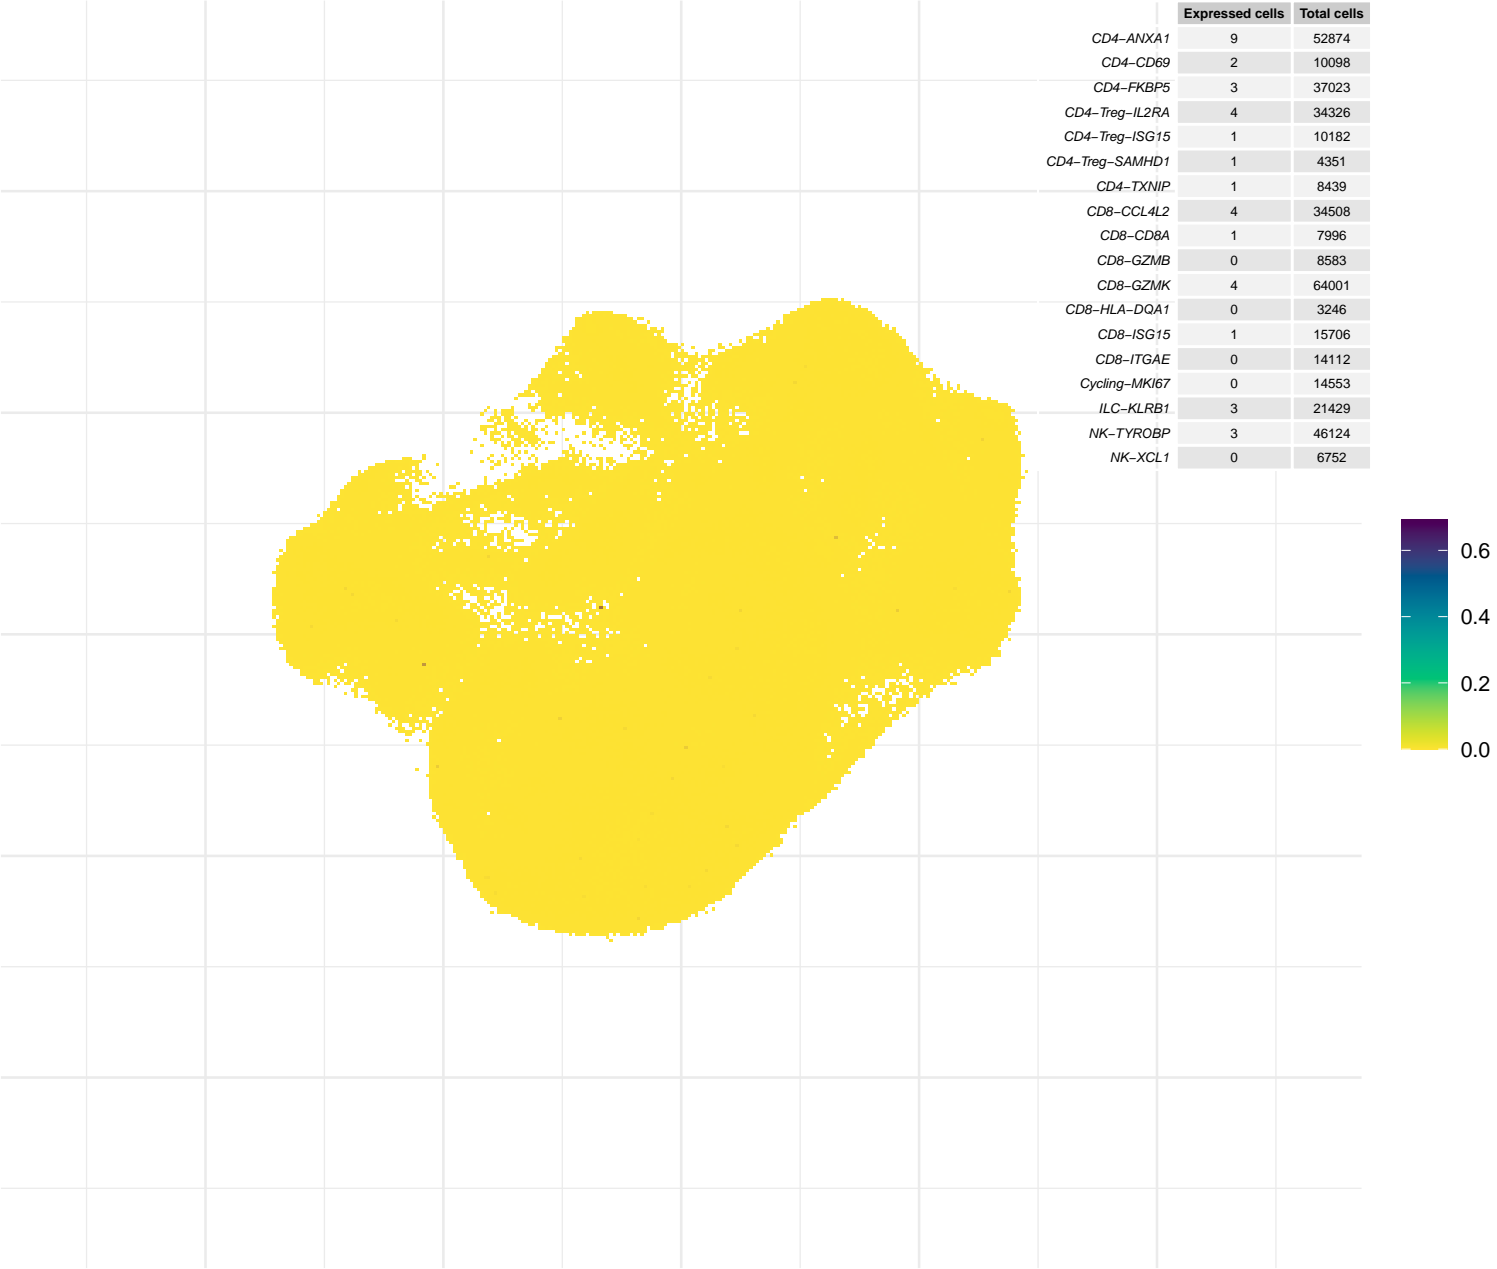 Expressed cells Total cells
CD4−ANXA1 9 52874
CD4−CD69 2 10098
CD4−FKBP5 3 37023
CD4−Treg−IL2RA 4 34326
CD4−Treg−ISG15 1 10182
CD4−Treg−SAMHD1 1 4351
CD4−TXNIP 1 8439
CD8−CCL4L2 4 34508
CD8−CD8A 1 7996
CD8−GZMB 0 8583
CD8−GZMK 4 64001
CD8−HLA−DQA1 0 3246
CD8−ISG15 1 15706
CD8−ITGAE 0 14112
Cycling−MKI67 0 14553
ILC−KLRB1 3 21429
NK−TYROBP 3 46124
NK−XCL1 0 6752
0.6
0.4
0.2
0.0